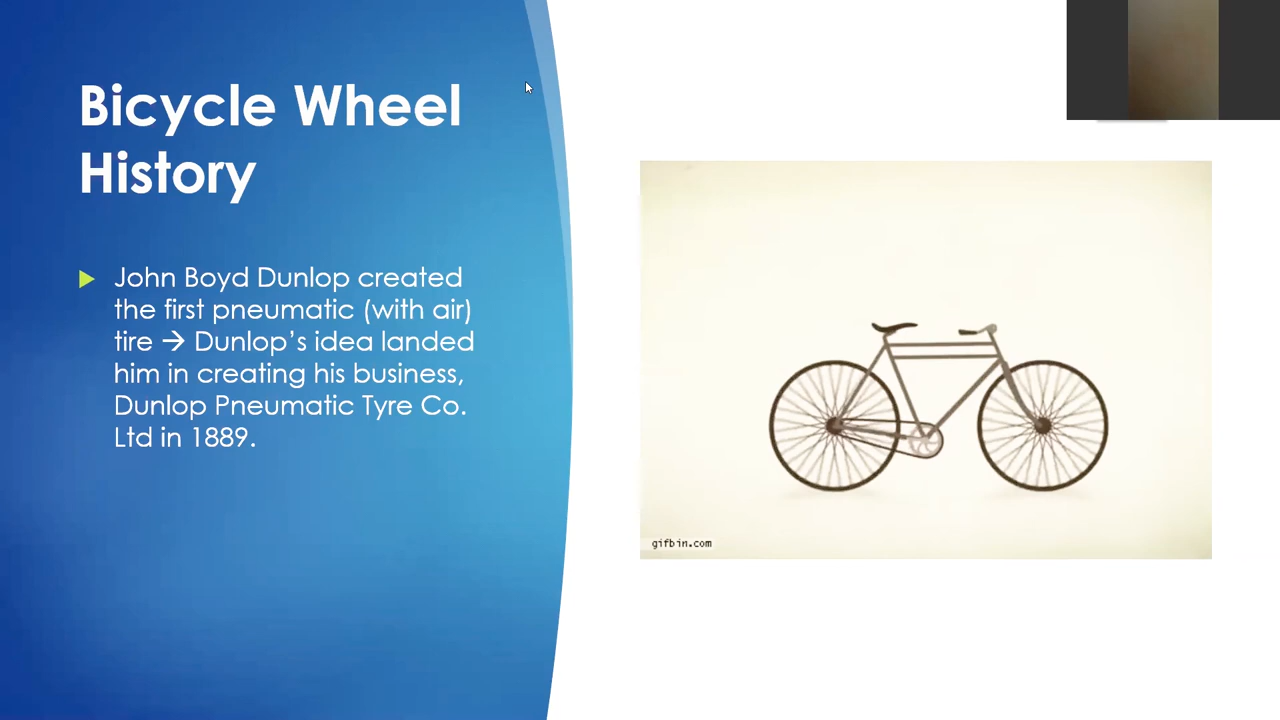 Bicycle Wheel
History
John Boyd Dunlop created
the first pneumatic (with air)
tire → Dunlop’s idea landed
him in creating his business,
Dunlop Pneumatic Tyre Co.
Ltd in 1889.
gifbin.com